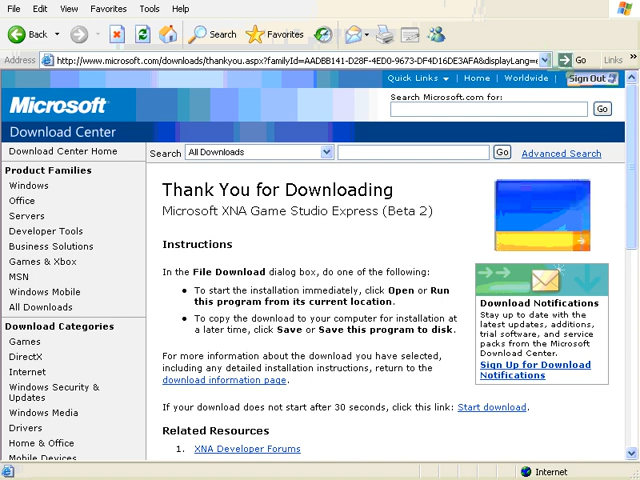 File Edit View Favorites Tools Help
Back Search Favorites
Address http://www.microsoft.com/downloads/thankyou.aspx?familyId=AADBB141-D28F-4ED0-9673-DF4D16DE3AFA&displayLang=e Go Links »
Quick Links | Home | Worldwide | Sign Out
Microsoft
Search Microsoft.com for:
Go
Download Center
Download Center Home
Search All Downloads Go Advanced Search
Product Families
Windows
Office
Servers
Developer Tools
Business Solutions
Games & Xbox
MSN
Windows Mobile
All Downloads
Download Categories
Games
DirectX
Internet
Windows Security &
Updates
Windows Media
Drivers
Home & Office
Mobile Devices
Thank You for Downloading
Microsoft XNA Game Studio Express (Beta 2)
Instructions
In the File Download dialog box, do one of the following:
• To start the installation immediately, click Open or Run
this program from its current location.
• To copy the download to your computer for installation at
a later time, click Save or Save this program to disk.
For more information about the download you have selected,
including any detailed installation instructions, return to the
download information page.
If your download does not start after 30 seconds, click this link: Start download.
Related Resources
1. XNA Developer Forums
Download Notifications
Stay up to date with the
latest updates, additions,
trial software, and service
packs from the Microsoft
Download Center.
Sign Up for Download
Notifications
Internet